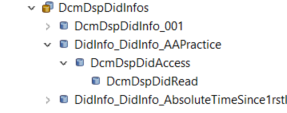 DcmDspDidInfos
DcmDspDidInfo_001
DidInfo_DidInfo_AAPractice
DcmDspDidAccess
DcmDspDidRead
DidInfo_DidInfo_AbsoluteTimeSince1rstI